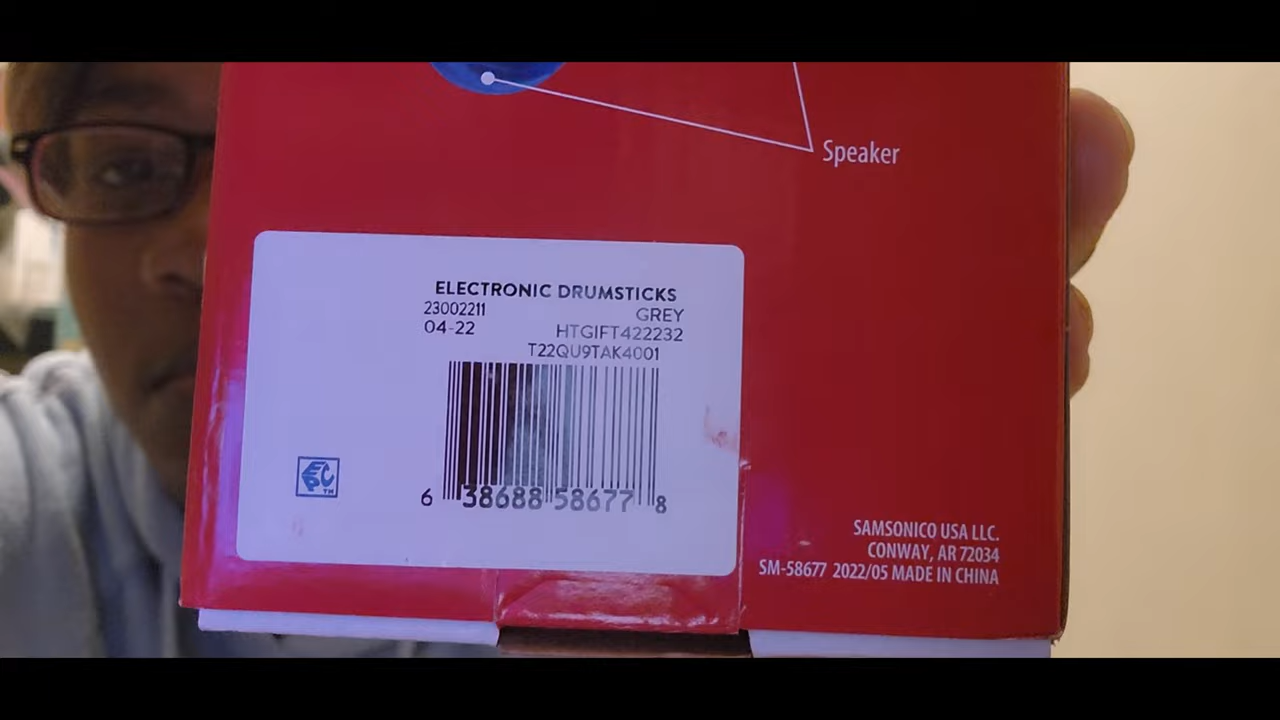 Speaker
ELECTRONIC DRUMSTICKS
23002211 GREY
04-22 HTGIFT422232
T22QU9TAK4001
6 38688 58677 8
EPC™
SAMSONICO USA LLC.
CONWAY, AR 72034
SM-58677 2022/05 MADE IN CHINA